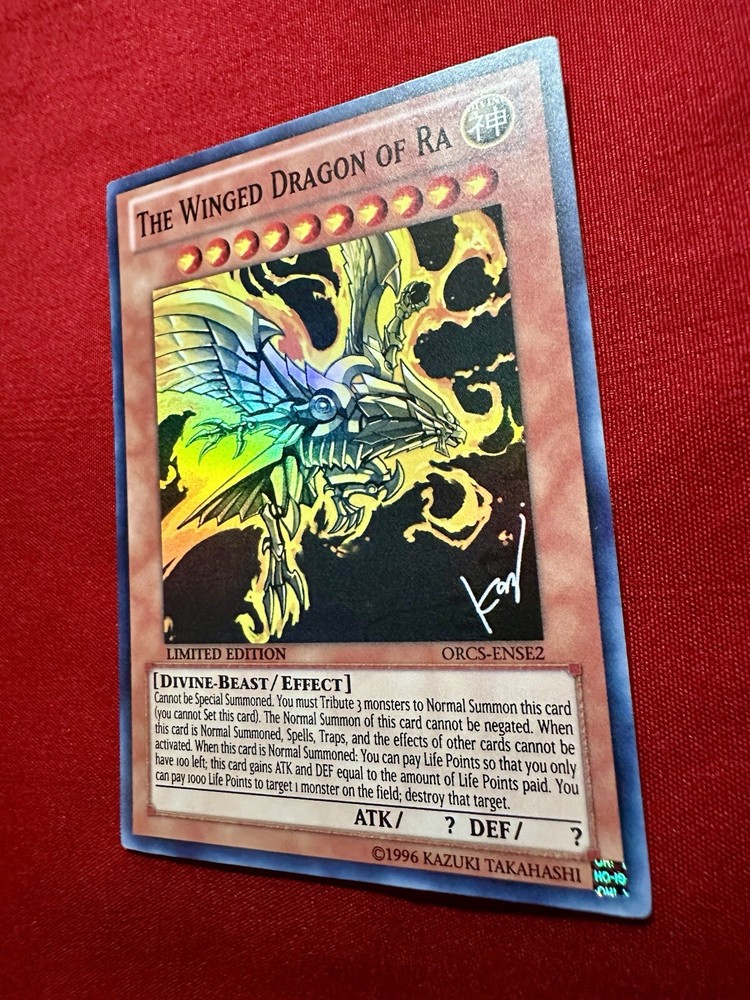 THE WINGED DRAGON OF RA
DIVINE
神
LIMITED EDITION
ORCS-ENSE2
[DIVINE-BEAST/EFFECT]
Cannot be Special Summoned. You must Tribute 3 monsters to Normal Summon this card
(you cannot Set this card). The Normal Summon of this card cannot be negated. When
this card is Normal Summoned, Spells, Traps, and the effects of other cards cannot be
activated. When this card is Normal Summoned: You can pay Life Points so that you only
have 100 left; this card gains ATK and DEF equal to the amount of Life Points paid. You
can pay 1000 Life Points to target 1 monster on the field; destroy that target.
ATK/ ? DEF/ ?
©1996 KAZUKI TAKAHASHI